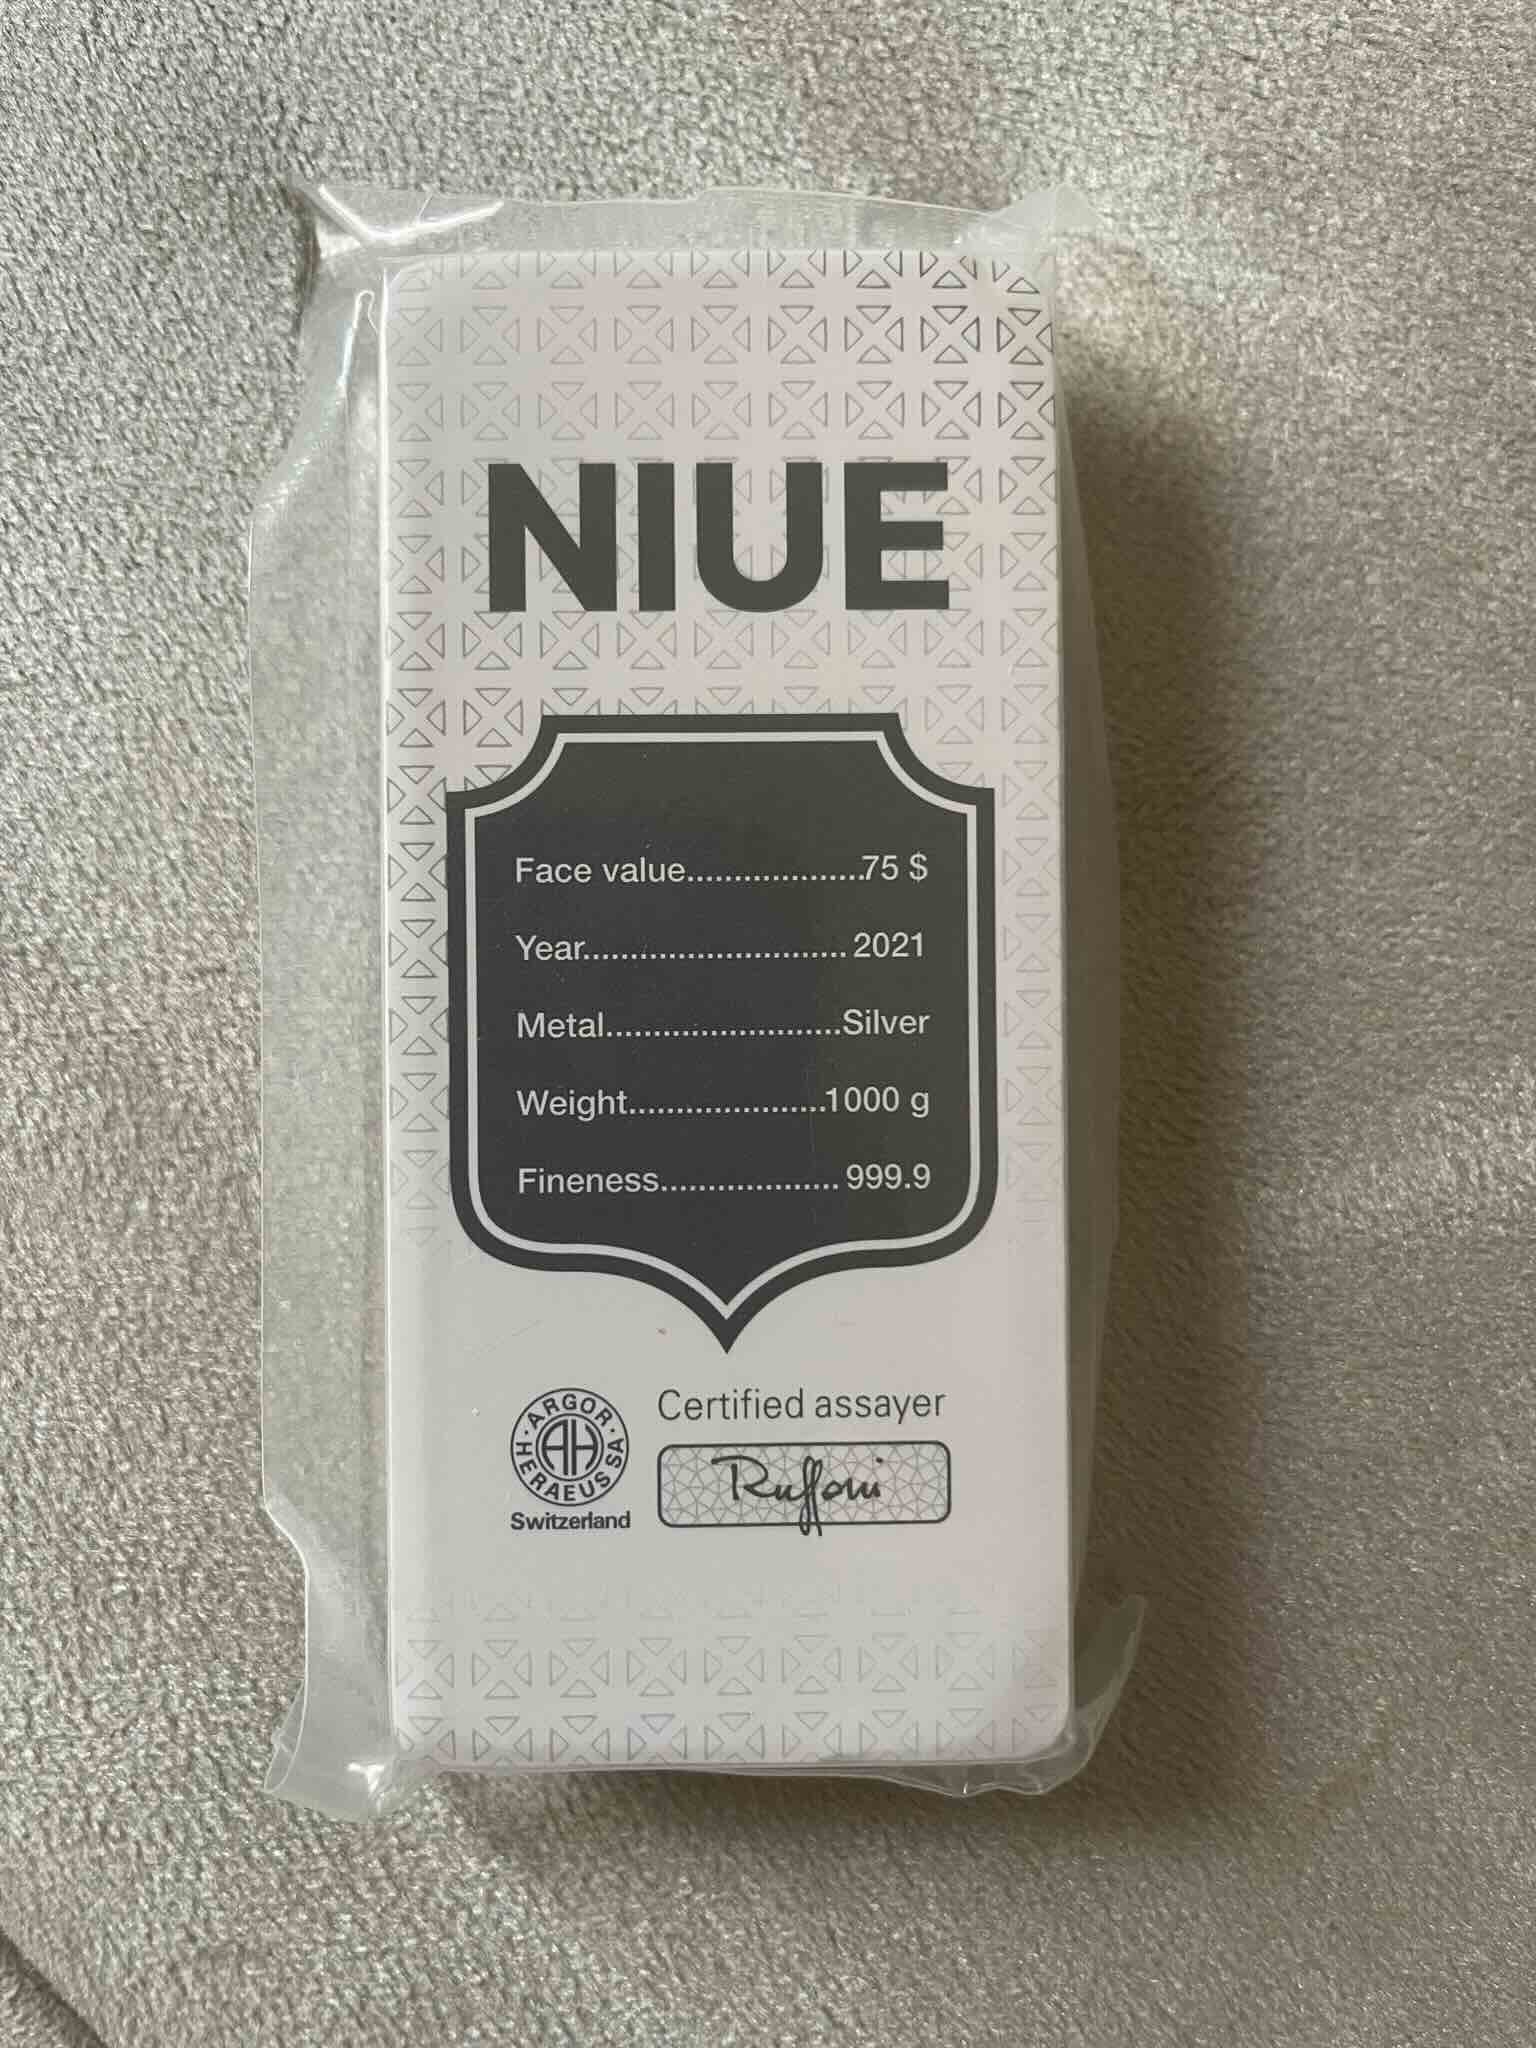 NIUE
Face value...................75 $
Year............................ 2021
Metal.........................Silver
Weight.....................1000 g
Fineness................... 999.9
ARGOR HERAEUS SA
AH
Switzerland
Certified assayer
Ruffoni